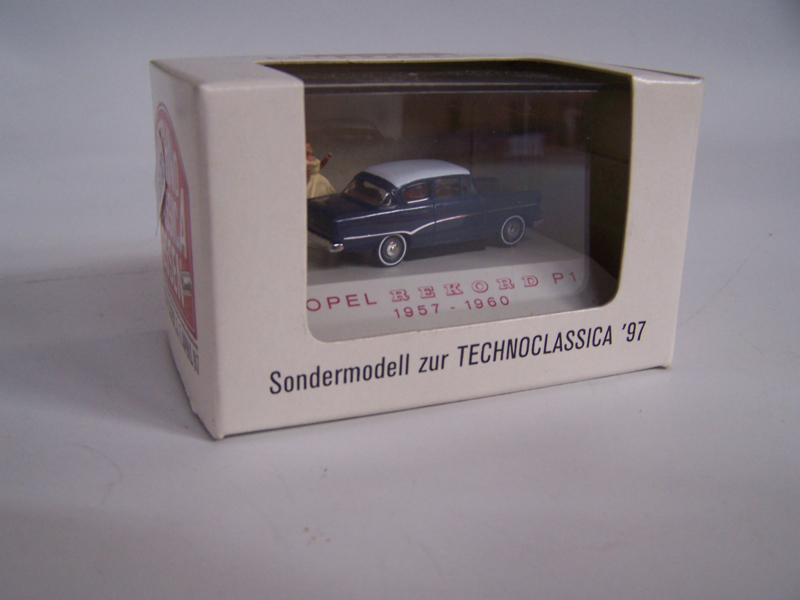 OPEL REKORD P1
1957 - 1960
Sondermodell zur TECHNOCLASSICA '97